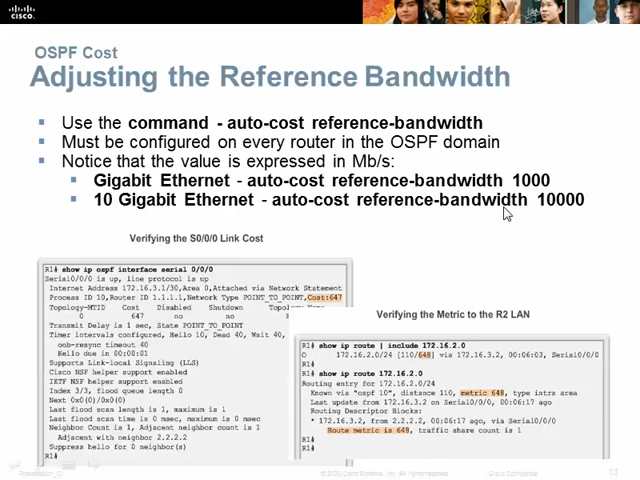 CISCO
OSPF Cost
Adjusting the Reference Bandwidth
Use the command - auto-cost reference-bandwidth
Must be configured on every router in the OSPF domain
Notice that the value is expressed in Mb/s:
Gigabit Ethernet - auto-cost reference-bandwidth 1000
10 Gigabit Ethernet - auto-cost reference-bandwidth 10000
Verifying the S0/0/0 Link Cost
R1# show ip ospf interface serial 0/0/0
Serial0/0/0 is up, line protocol is up
Internet Address 172.16.3.1/30,Area 0,Attached via Network Statement
Process ID 10,Router ID 1.1.1.1,Network Type POINT_TO_POINT,Cost:647
Topology-MTID Cost Disabled Shutdown
0 647 no no
Transmit Delay is 1 sec, State POINT_TO_POINT
Timer intervals configured, Hello 10, Dead 40, Wait 40,
oob-resync timeout 40
Hello due in 00:00:01
Supports Link-local Signaling (LLS)
Cisco NSF helper support enabled
IETF NSF helper support enabled
Index 3/3, flood queue length 0
Next 0x0(0)/0x0(0)
Last flood scan length is 1, maximum is 1
Last flood scan time is 0 msec, maximum is 0 msec
Neighbor Count is 1, Adjacent neighbor count is 1
Adjacent with neighbor 2.2.2.2
Suppress hello for 0 neighbor(s)
R1#
Verifying the Metric to the R2 LAN
R1# show ip route | include 172.16.2.0
O 172.16.2.0/24 [110/648] via 172.16.3.2, 00:06:03, Serial0/0/0
R1#
R1# show ip route 172.16.2.0
Routing entry for 172.16.2.0/24
Known via "ospf 10", distance 110, metric 648, type intra area
Last update from 172.16.3.2 on Serial0/0/0, 00:06:17 ago
Routing Descriptor Blocks:
* 172.16.3.2, from 2.2.2.2, 00:06:17 ago, via Serial0/0/0
Route metric is 648, traffic share count is 1
R1#
R1#
Presentation_ID
Cisco Confidential